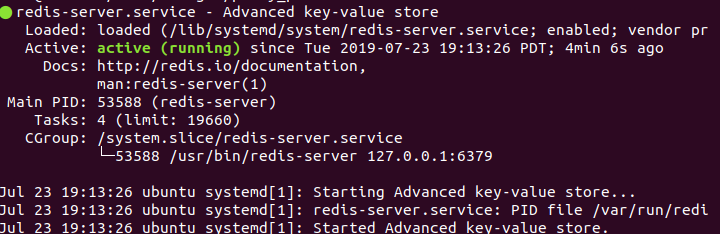 redis-server.service - Advanced key-value store
Loaded: loaded (/lib/systemd/system/redis-server.service; enabled; vendor pr
Active: active (running) since Tue 2019-07-23 19:13:26 PDT; 4min 6s ago
Docs: http://redis.io/documentation,
man:redis-server(1)
Main PID: 53588 (redis-server)
Tasks: 4 (limit: 19660)
CGroup: /system.slice/redis-server.service
└─53588 /usr/bin/redis-server 127.0.0.1:6379
Jul 23 19:13:26 ubuntu systemd[1]: Starting Advanced key-value store...
Jul 23 19:13:26 ubuntu systemd[1]: redis-server.service: PID file /var/run/redi
Jul 23 19:13:26 ubuntu systemd[1]: Started Advanced key-value store.